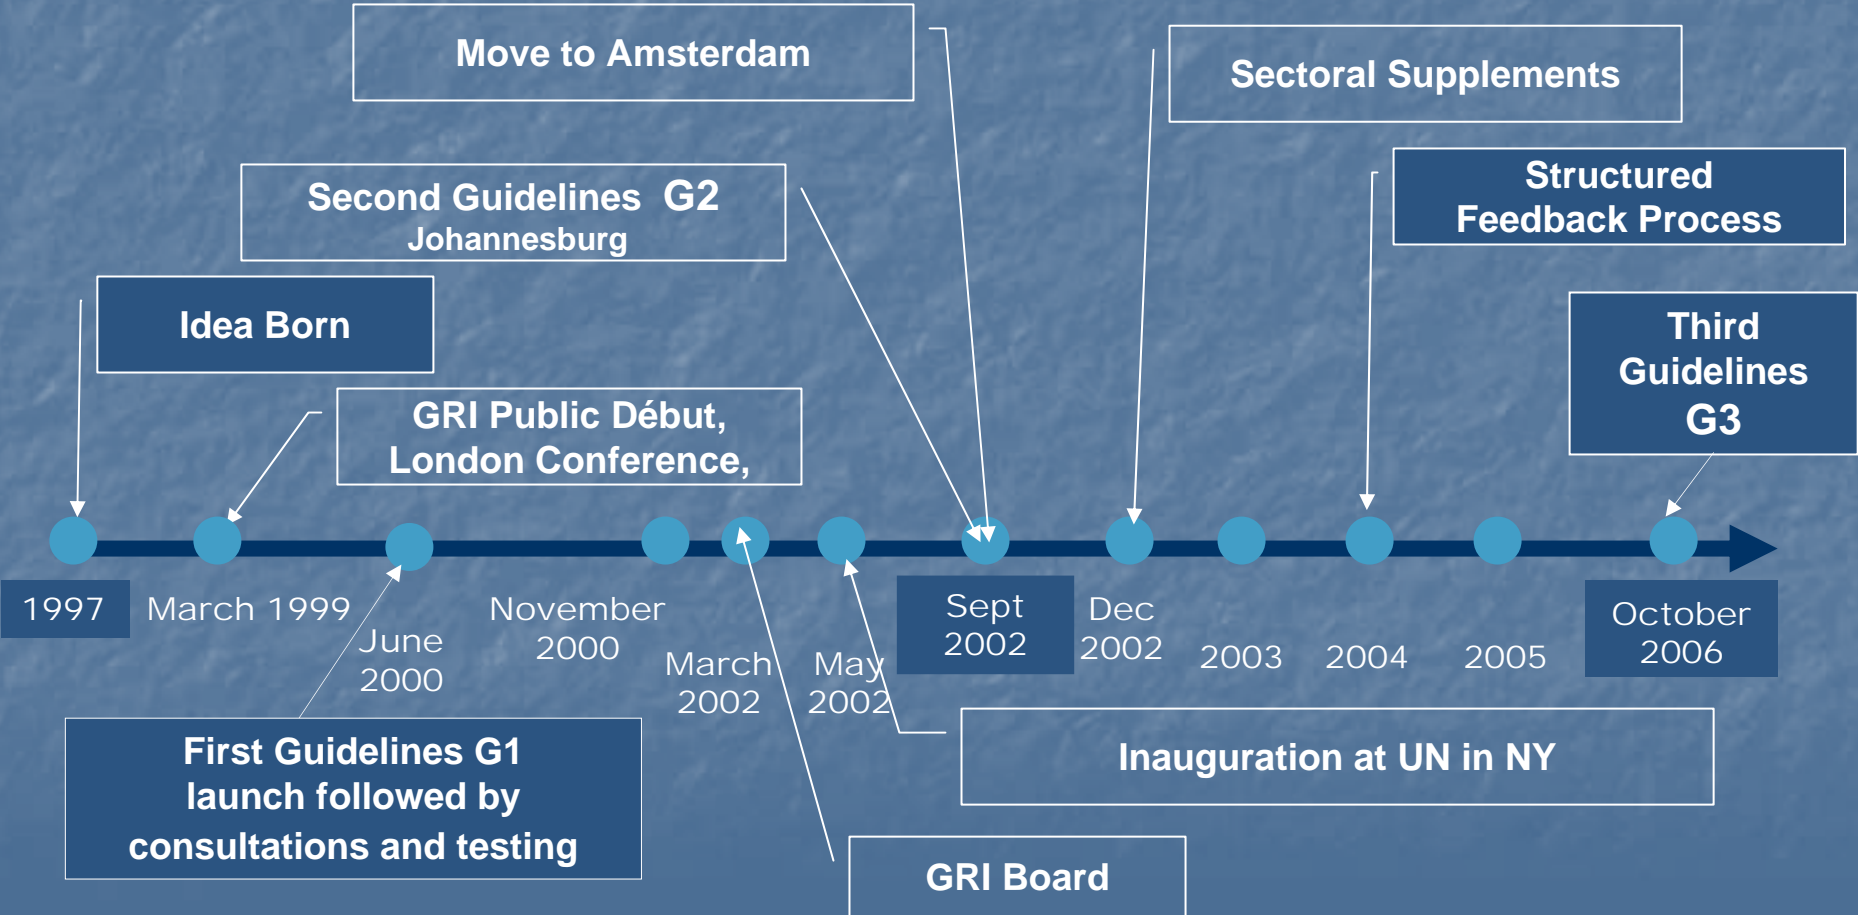 Move to Amsterdam
Sectoral Supplements
Second Guidelines G2
Johannesburg
Structured
Feedback Process
Idea Born
Third
Guidelines
G3
GRI Public Début,
London Conference,
1997
March 1999
June
2000
November
2000
March
2002
May
2002
Sept
2002
Dec
2002
2003
2004
2005
October
2006
First Guidelines G1
launch followed by
consultations and testing
Inauguration at UN in NY
GRI Board